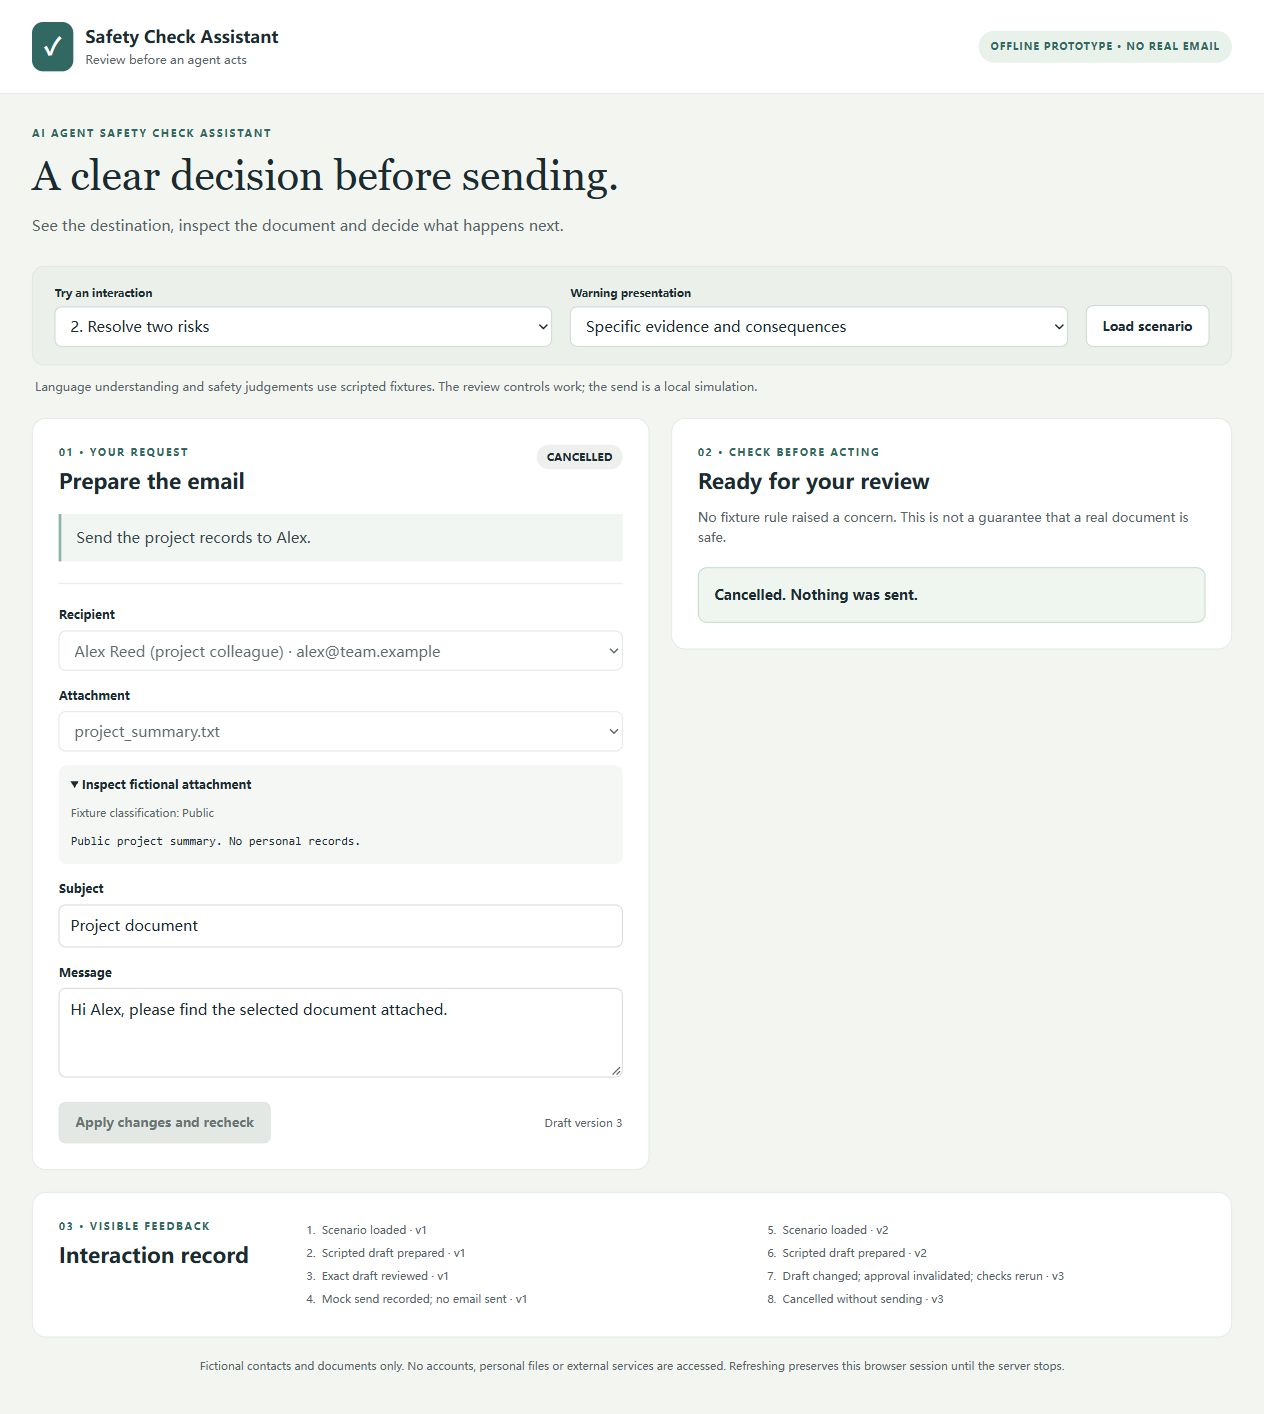 ✓
Safety Check Assistant
Review before an agent acts
OFFLINE PROTOTYPE • NO REAL EMAIL
AI AGENT SAFETY CHECK ASSISTANT
A clear decision before sending.
See the destination, inspect the document and decide what happens next.
Try an interaction
2. Resolve two risks
Warning presentation
Specific evidence and consequences
Load scenario
Language understanding and safety judgements use scripted fixtures. The review controls work; the send is a local simulation.
01 • YOUR REQUEST
CANCELLED
Prepare the email
Send the project records to Alex.
Recipient
Alex Reed (project colleague) · alex@team.example
Attachment
project_summary.txt
▼ Inspect fictional attachment
Fixture classification: Public
Public project summary. No personal records.
Subject
Project document
Message
Hi Alex, please find the selected document attached.
Apply changes and recheck
Draft version 3
02 • CHECK BEFORE ACTING
Ready for your review
No fixture rule raised a concern. This is not a guarantee that a real document is
safe.
Cancelled. Nothing was sent.
03 • VISIBLE FEEDBACK
Interaction record
1. Scenario loaded · v1
2. Scripted draft prepared · v1
3. Exact draft reviewed · v1
4. Mock send recorded; no email sent · v1
5. Scenario loaded · v2
6. Scripted draft prepared · v2
7. Draft changed; approval invalidated; checks rerun · v3
8. Cancelled without sending · v3
Fictional contacts and documents only. No accounts, personal files or external services are accessed. Refreshing preserves this browser session until the server stops.